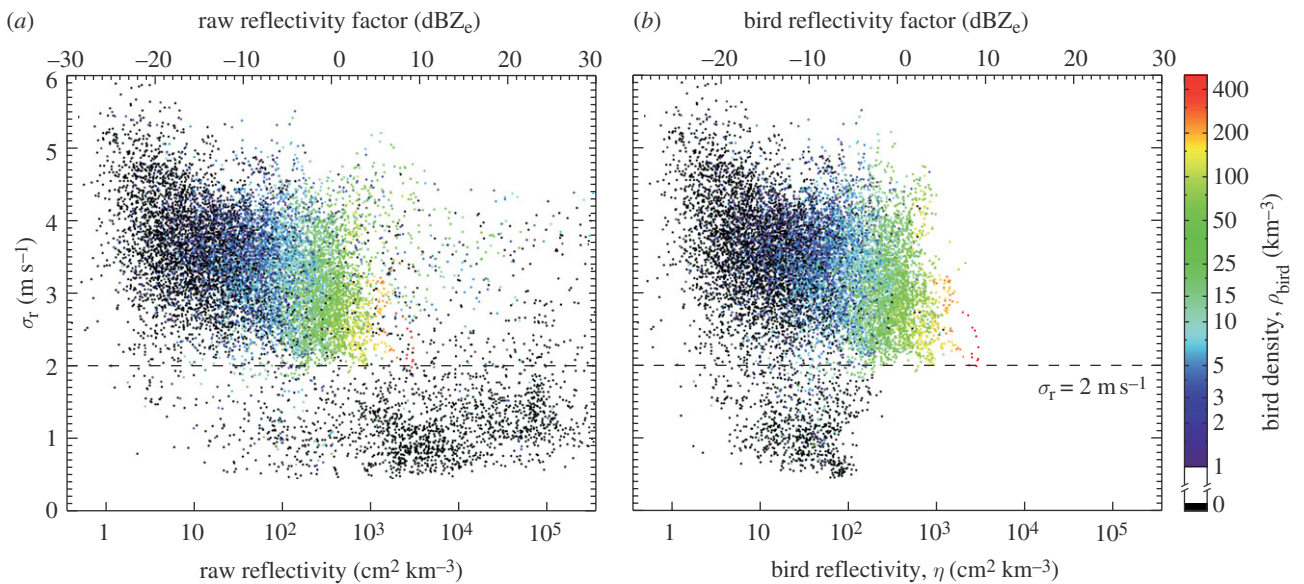 (a) raw reflectivity factor (dBZe)
−30 −20 −10 0 10 20 30
6
5
4
3
2
1
0
σr (m s−1)
1 10 10² 10³ 10⁴ 10⁵
raw reflectivity (cm² km−3)
(b) bird reflectivity factor (dBZe)
−20 −10 0 10 20 30
σr = 2 m s−1
1 10 10² 10³ 10⁴ 10⁵
bird reflectivity, η (cm² km−3)
400
200
100
50
25
15
10
5
3
2
1
0
bird density, ρbird (km−3)